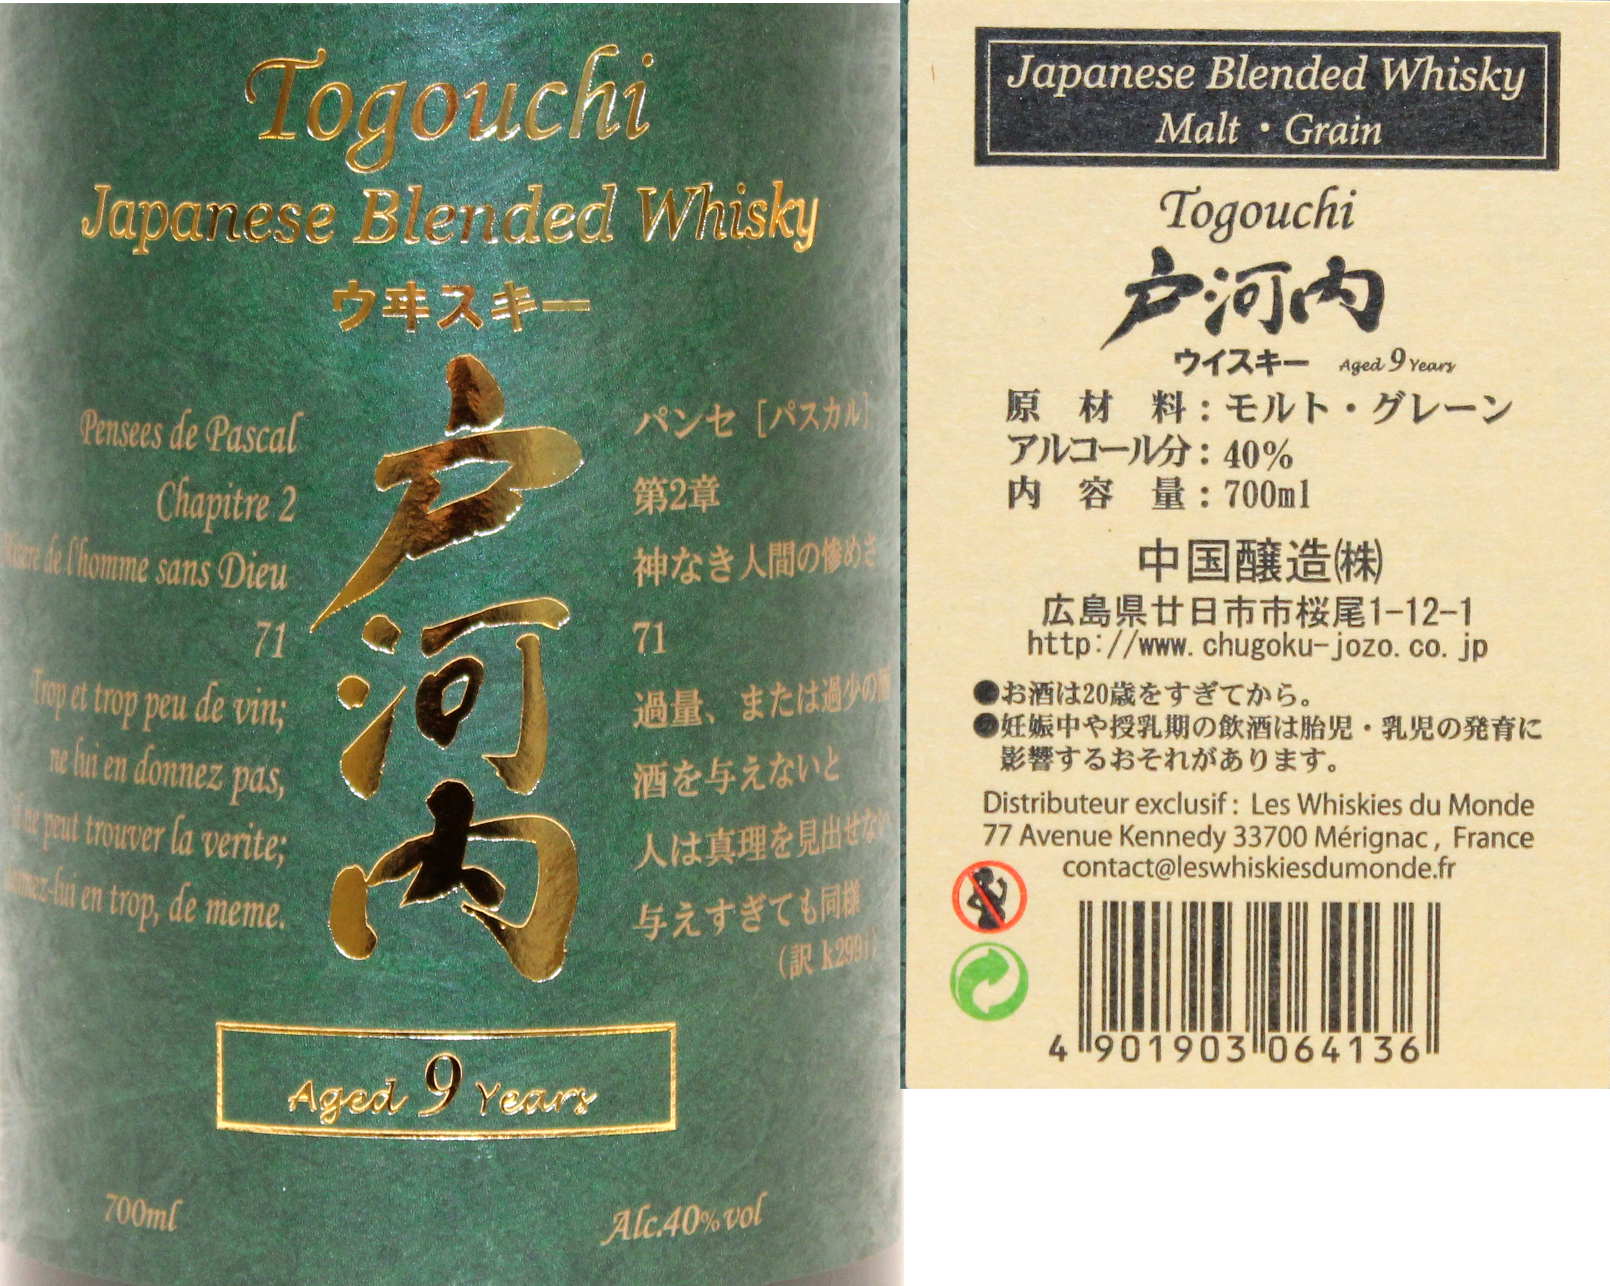 Togouchi
Japanese Blended Whisky
ウヰスキー
戸河内
Pensees de Pascal
Chapitre 2
de l'homme sans Dieu
71
Trop et trop peu de vin;
ne lui en donnez pas,
ne peut trouver la verite;
en trop, de meme.
パンセ［パスカル］
第2章
神なき人間の惨めさ
71
過量、または過少の
酒を与えないと
人は真理を見出せない
与えすぎても同様
(訳 k2991)
Aged 9 Years
700ml
Alc.40%vol
Japanese Blended Whisky
Malt・Grain
Togouchi
戸河内
ウイスキー Aged 9 Years
原材料：モルト・グレーン
アルコール分：40%
内容量：700ml
中国醸造㈱
広島県廿日市市桜尾1-12-1
http://www.chugoku-jozo.co.jp
●お酒は20歳をすぎてから。
●妊娠中や授乳期の飲酒は胎児・乳児の発育に
影響するおそれがあります。
Distributeur exclusif : Les Whiskies du Monde
77 Avenue Kennedy 33700 Mérignac , France
contact@leswhiskiesdumonde.fr
4 901903 064136